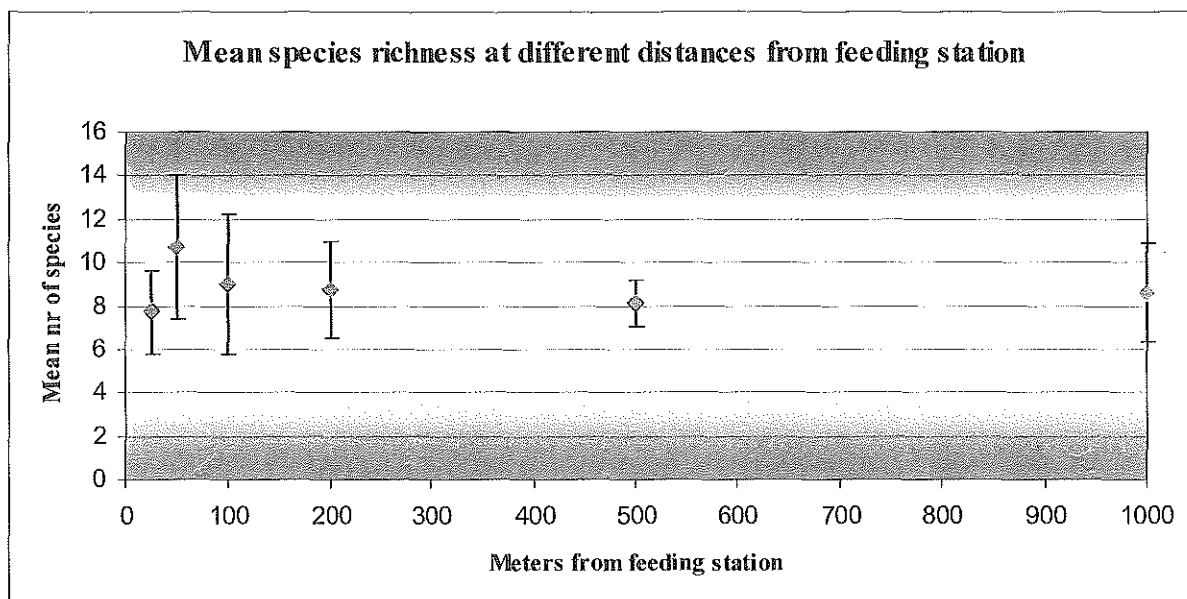 Mean species richness at different distances from feeding station
Mean nr of species
16
14
12
10
8
6
4
2
0
0 100 200 300 400 500 600 700 800 900 1000
Meters from feeding station